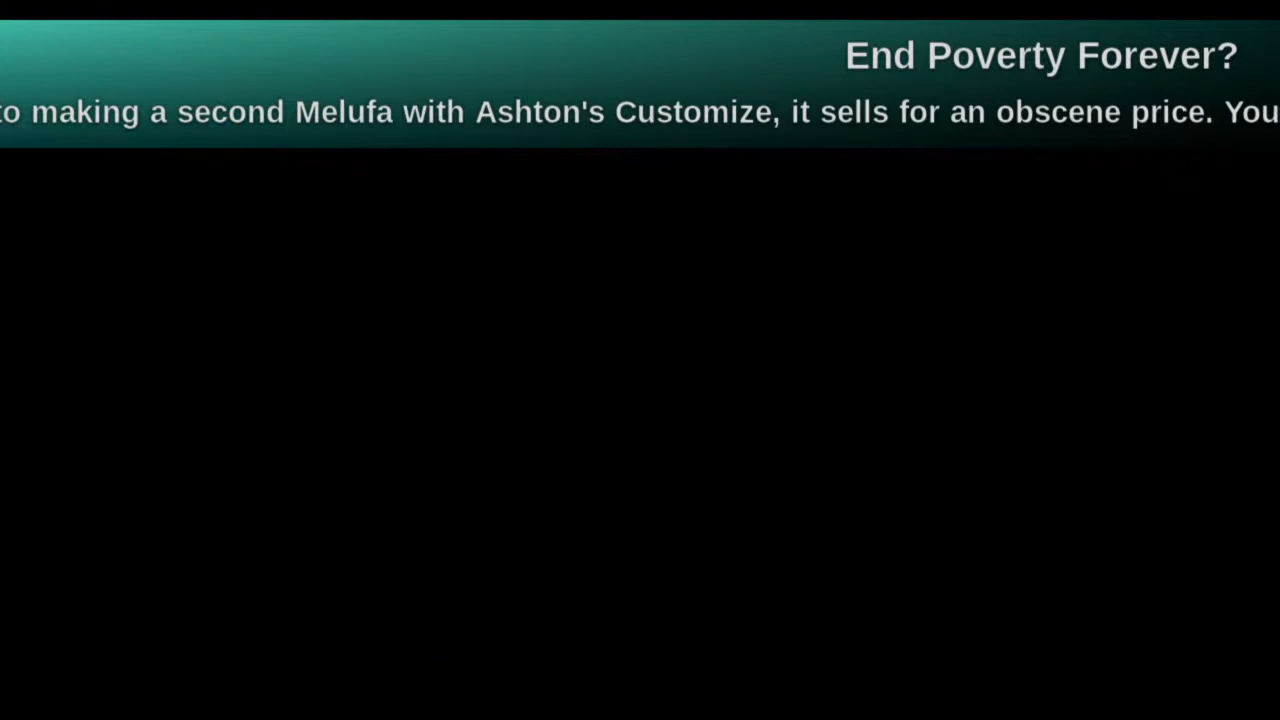 End Poverty Forever?
to making a second Melufa with Ashton's Customize, it sells for an obscene price. You